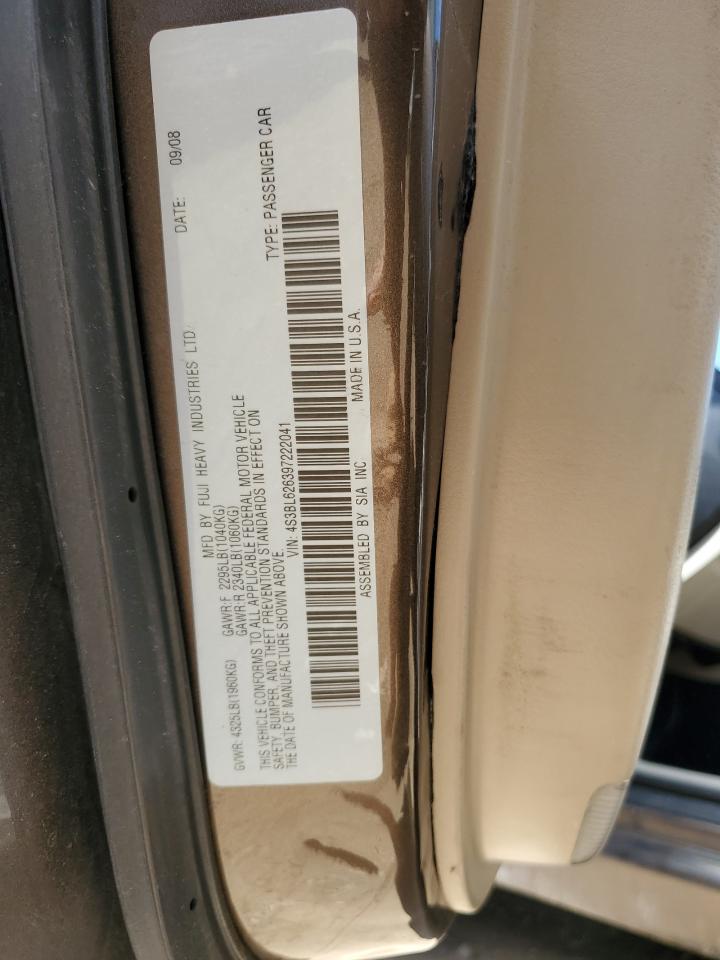 MFD BY FUJI HEAVY INDUSTRIES LTD. DATE: 09/08
GVWR: 4325LB(1960KG) GAWR:F 2295LB(1040KG)
GAWR:R 2340LB(1060KG)
THIS VEHICLE CONFORMS TO ALL APPLICABLE FEDERAL MOTOR VEHICLE
SAFETY, BUMPER, AND THEFT PREVENTION STANDARDS IN EFFECT ON
THE DATE OF MANUFACTURE SHOWN ABOVE.
VIN: 4S3BL626397222041 TYPE: PASSENGER CAR
ASSEMBLED BY SIA INC MADE IN U.S.A.